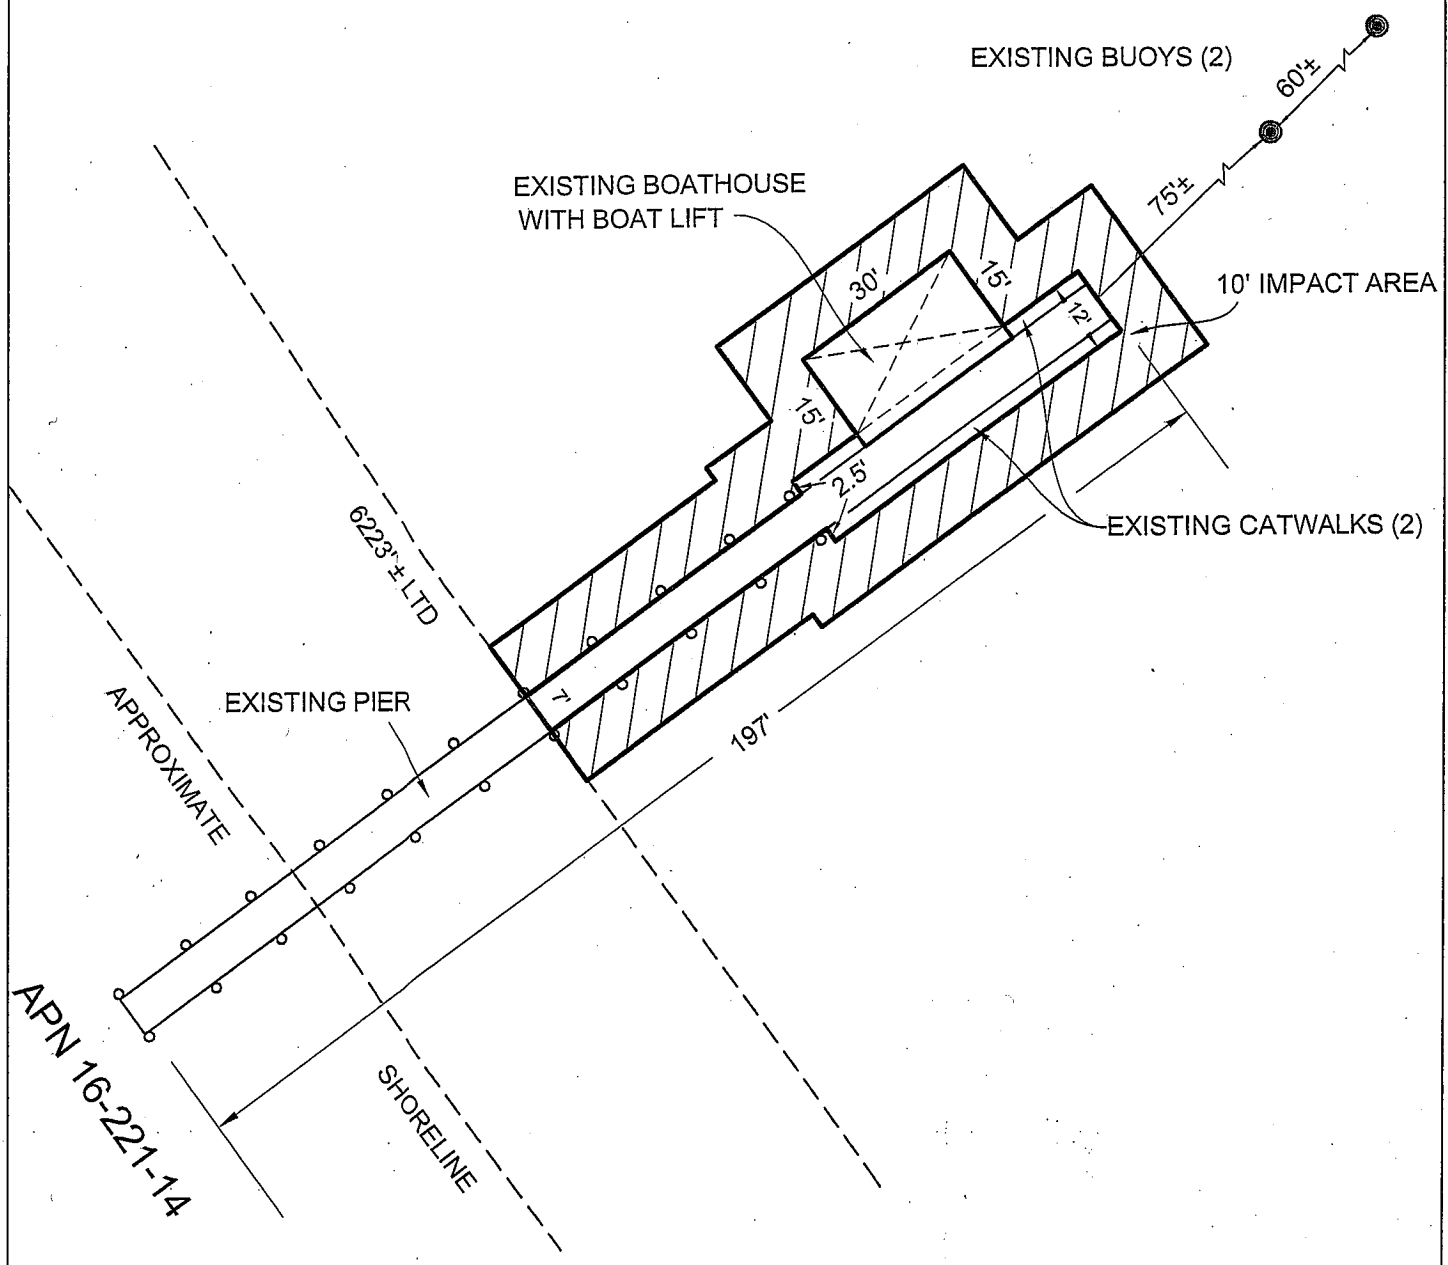 EXISTING BUOYS (2)
60'±
75'±
EXISTING BOATHOUSE
WITH BOAT LIFT
30'
15'
12'
10' IMPACT AREA
15'
2.5'
EXISTING CATWALKS (2)
6223'± LTD
7'
197'
EXISTING PIER
APPROXIMATE
SHORELINE
APN 16-221-14